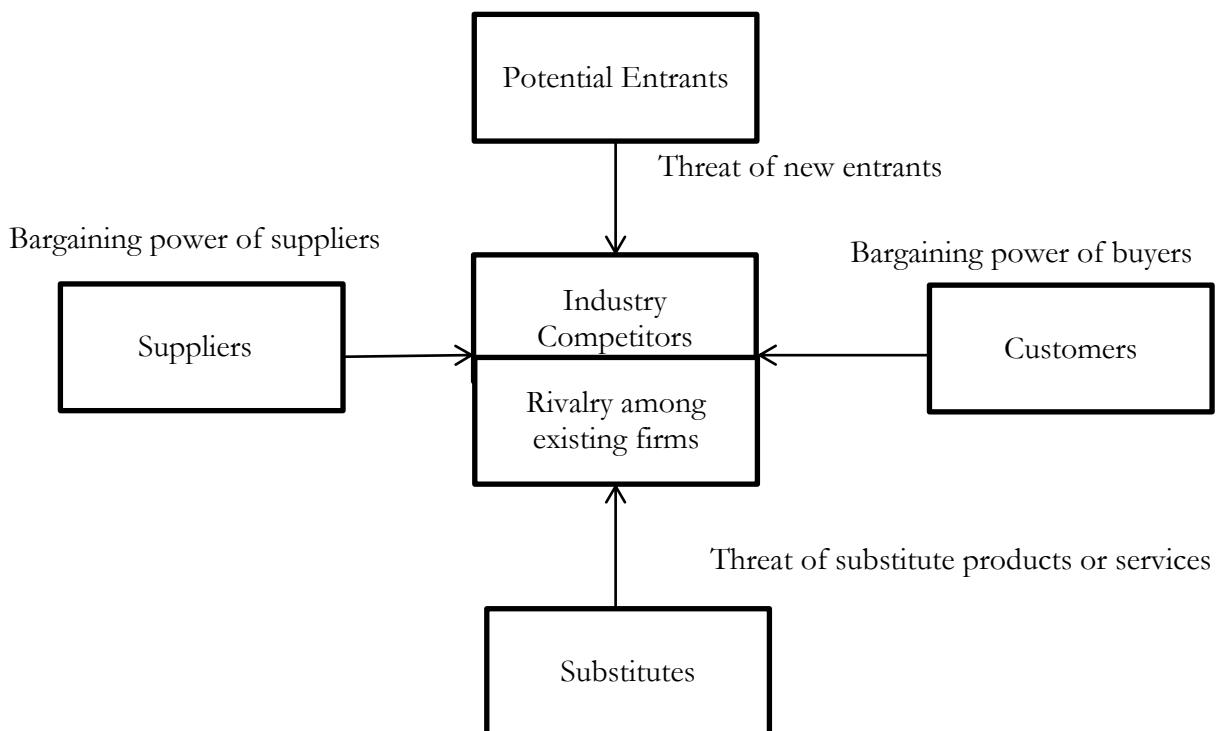 Potential Entrants
Threat of new entrants
Bargaining power of suppliers
Bargaining power of buyers
Suppliers
Industry
Competitors
Customers
Rivalry among
existing firms
Threat of substitute products or services
Substitutes